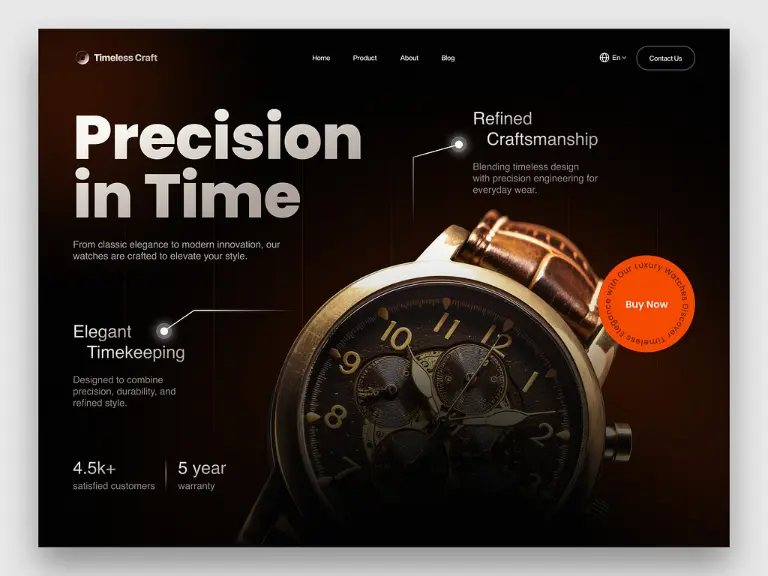 Timeless Craft
Home
Product
About
Blog
En
Contact Us
Precision
in Time
From classic elegance to modern innovation, our
watches are crafted to elevate your style.
Refined
Craftsmanship
Blending timeless design
with precision engineering for
everyday wear.
Elegant
Timekeeping
Designed to combine
precision, durability, and
refined style.
Discover Timeless Elegance with Our Luxury Watches
Buy Now
4.5k+
satisfied customers
5 year
warranty
10
11
12
1
2
9
8
7